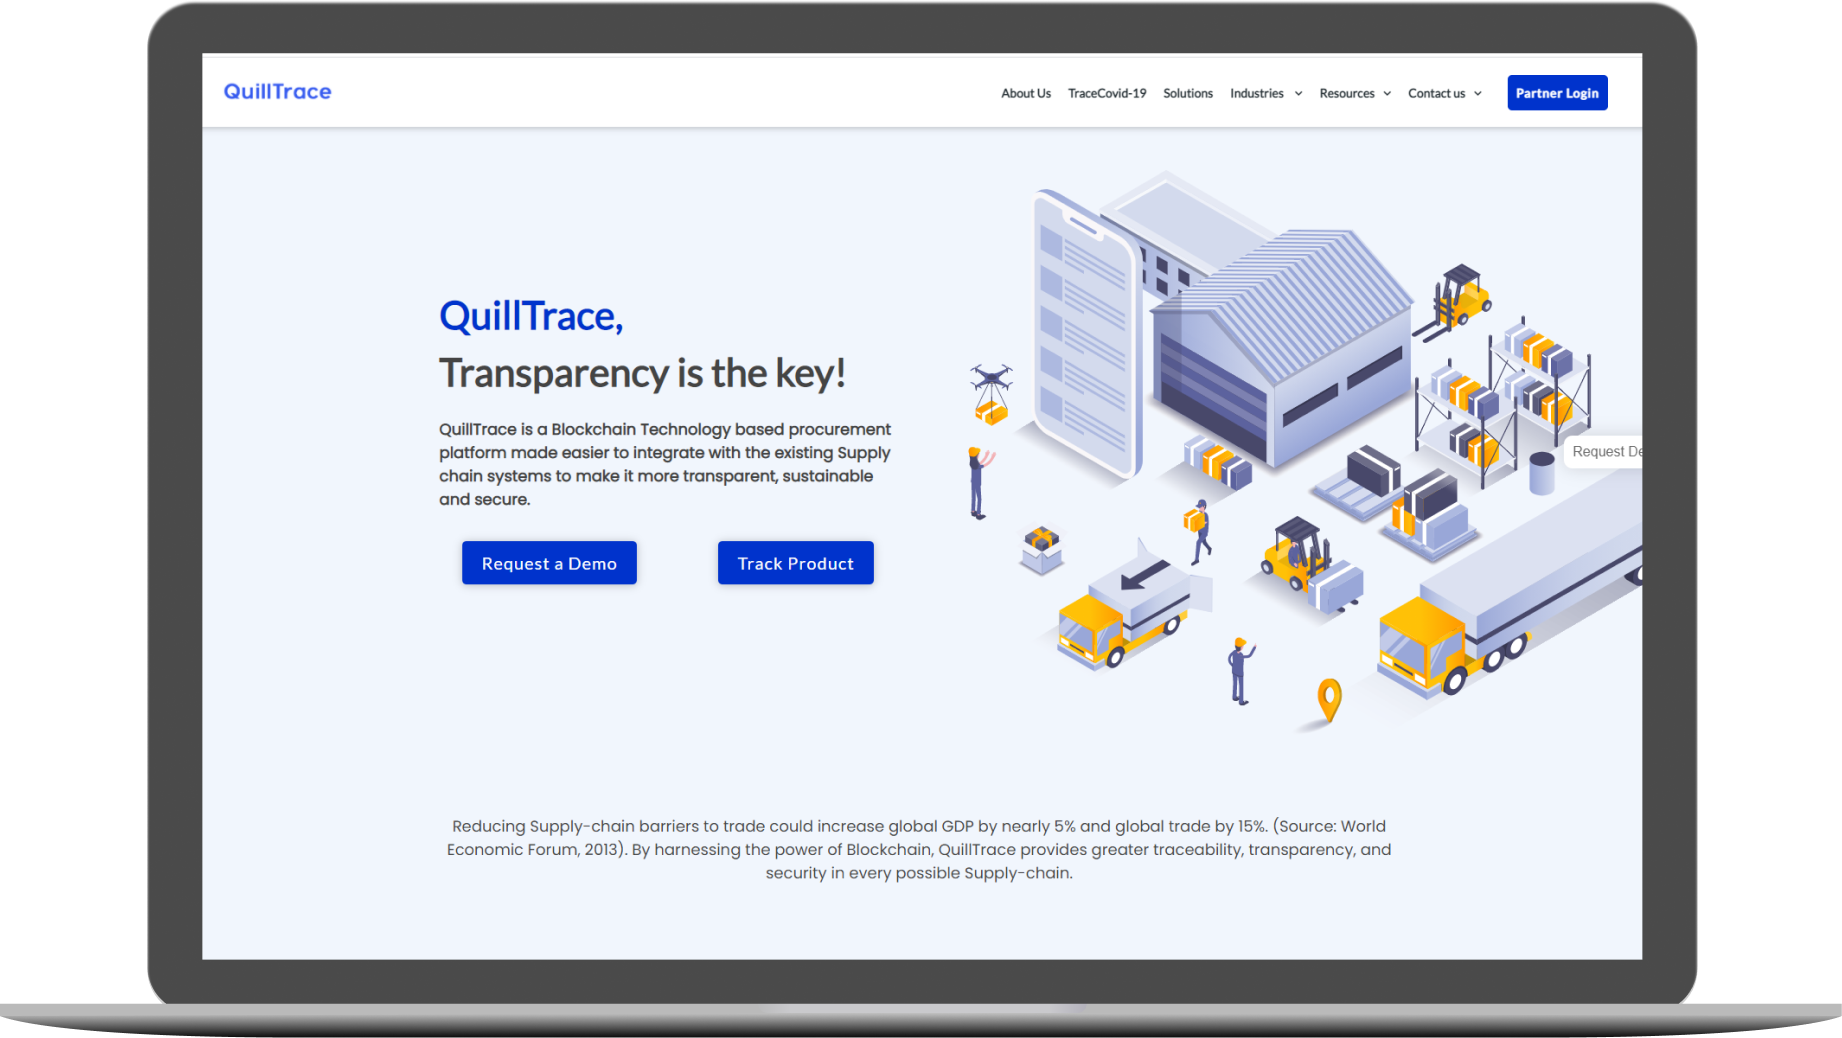 QuillTrace
About Us TraceCovid-19 Solutions Industries Resources Contact us Partner Login
QuillTrace,
Transparency is the key!
QuillTrace is a Blockchain Technology based procurement
platform made easier to integrate with the existing Supply
chain systems to make it more transparent, sustainable
and secure.
Request a Demo Track Product
Request De
Reducing Supply-chain barriers to trade could increase global GDP by nearly 5% and global trade by 15%. (Source: World
Economic Forum, 2013). By harnessing the power of Blockchain, QuillTrace provides greater traceability, transparency, and
security in every possible Supply-chain.